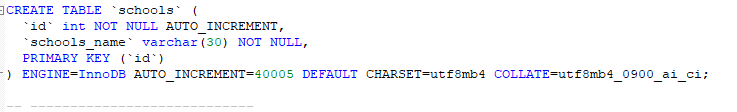 CREATE TABLE `schools` (
  `id` int NOT NULL AUTO_INCREMENT,
  `schools_name` varchar(30) NOT NULL,
  PRIMARY KEY (`id`)
) ENGINE=InnoDB AUTO_INCREMENT=40005 DEFAULT CHARSET=utf8mb4 COLLATE=utf8mb4_0900_ai_ci;
-- ----------------------------